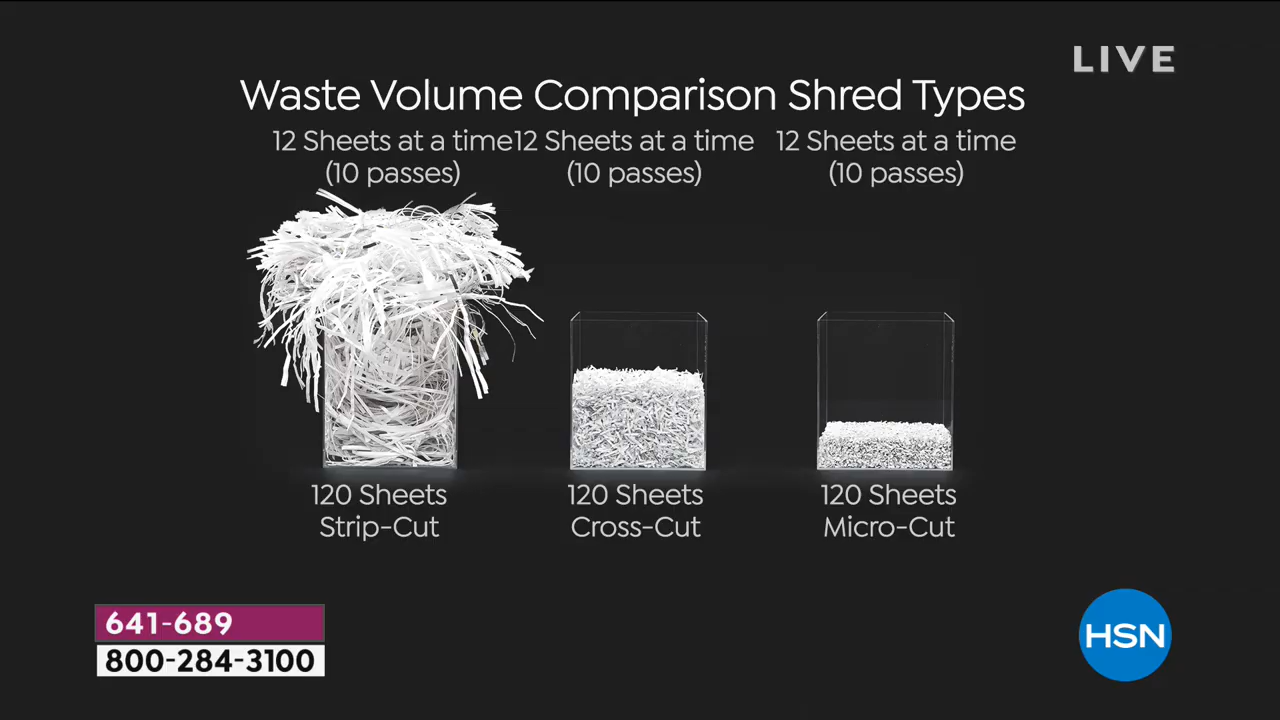 LIVE
Waste Volume Comparison Shred Types
12 Sheets at a time
(10 passes)
12 Sheets at a time
(10 passes)
12 Sheets at a time
(10 passes)
120 Sheets
Strip-Cut
120 Sheets
Cross-Cut
120 Sheets
Micro-Cut
641-689
800-284-3100
HSN